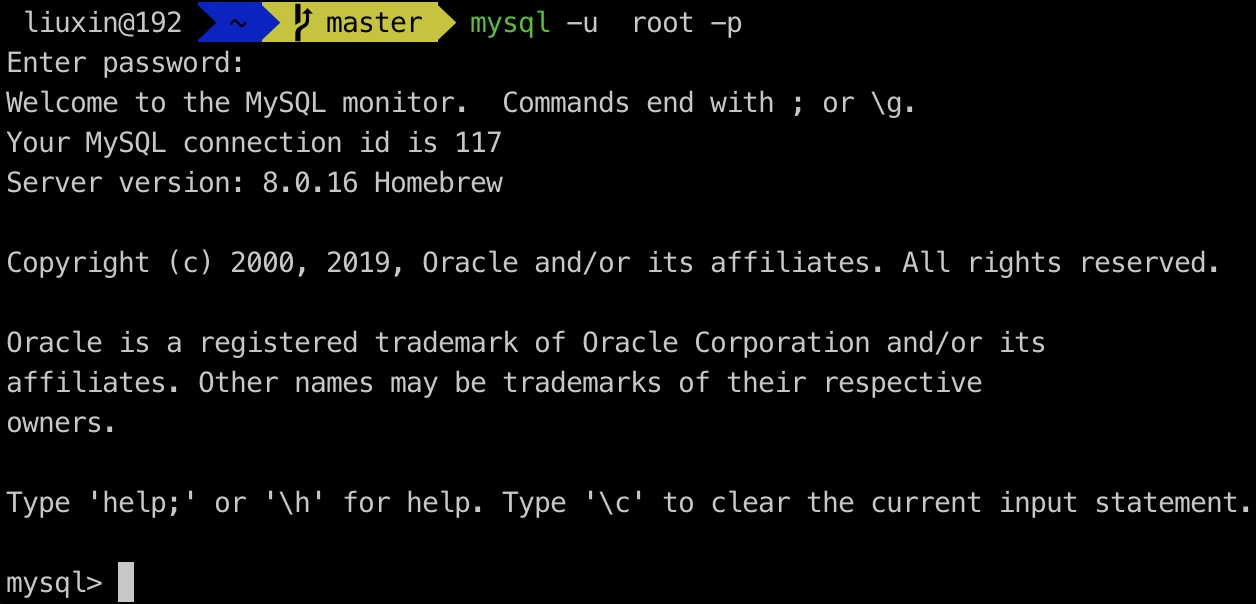 liuxin@192 ~ master mysql -u  root -p
Enter password:
Welcome to the MySQL monitor.  Commands end with ; or \g.
Your MySQL connection id is 117
Server version: 8.0.16 Homebrew
Copyright (c) 2000, 2019, Oracle and/or its affiliates. All rights reserved.
Oracle is a registered trademark of Oracle Corporation and/or its
affiliates. Other names may be trademarks of their respective
owners.
Type 'help;' or '\h' for help. Type '\c' to clear the current input statement.
mysql>